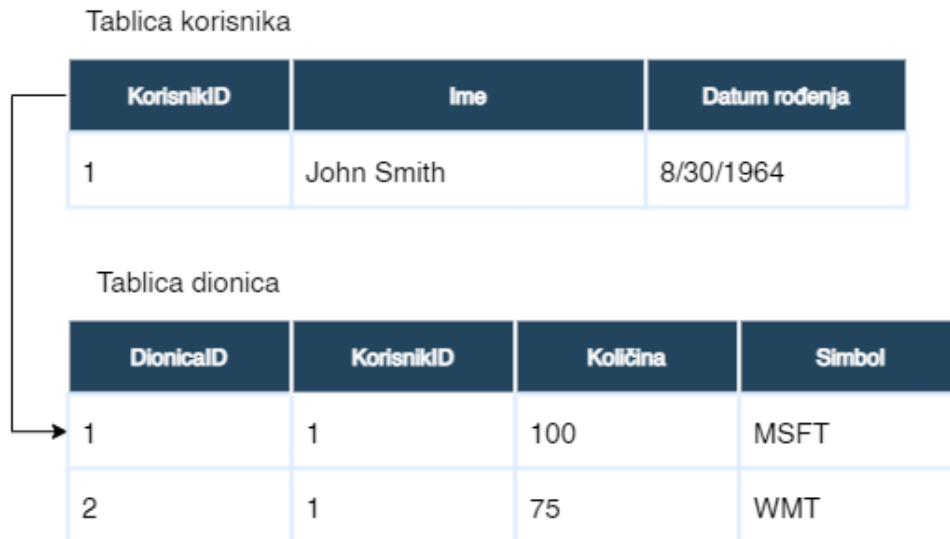 Tablica korisnika
KorisnikID Ime Datum rođenja
1 John Smith 8/30/1964
Tablica dionica
DionicaID KorisnikID Količina Simbol
1 1 100 MSFT
2 1 75 WMT